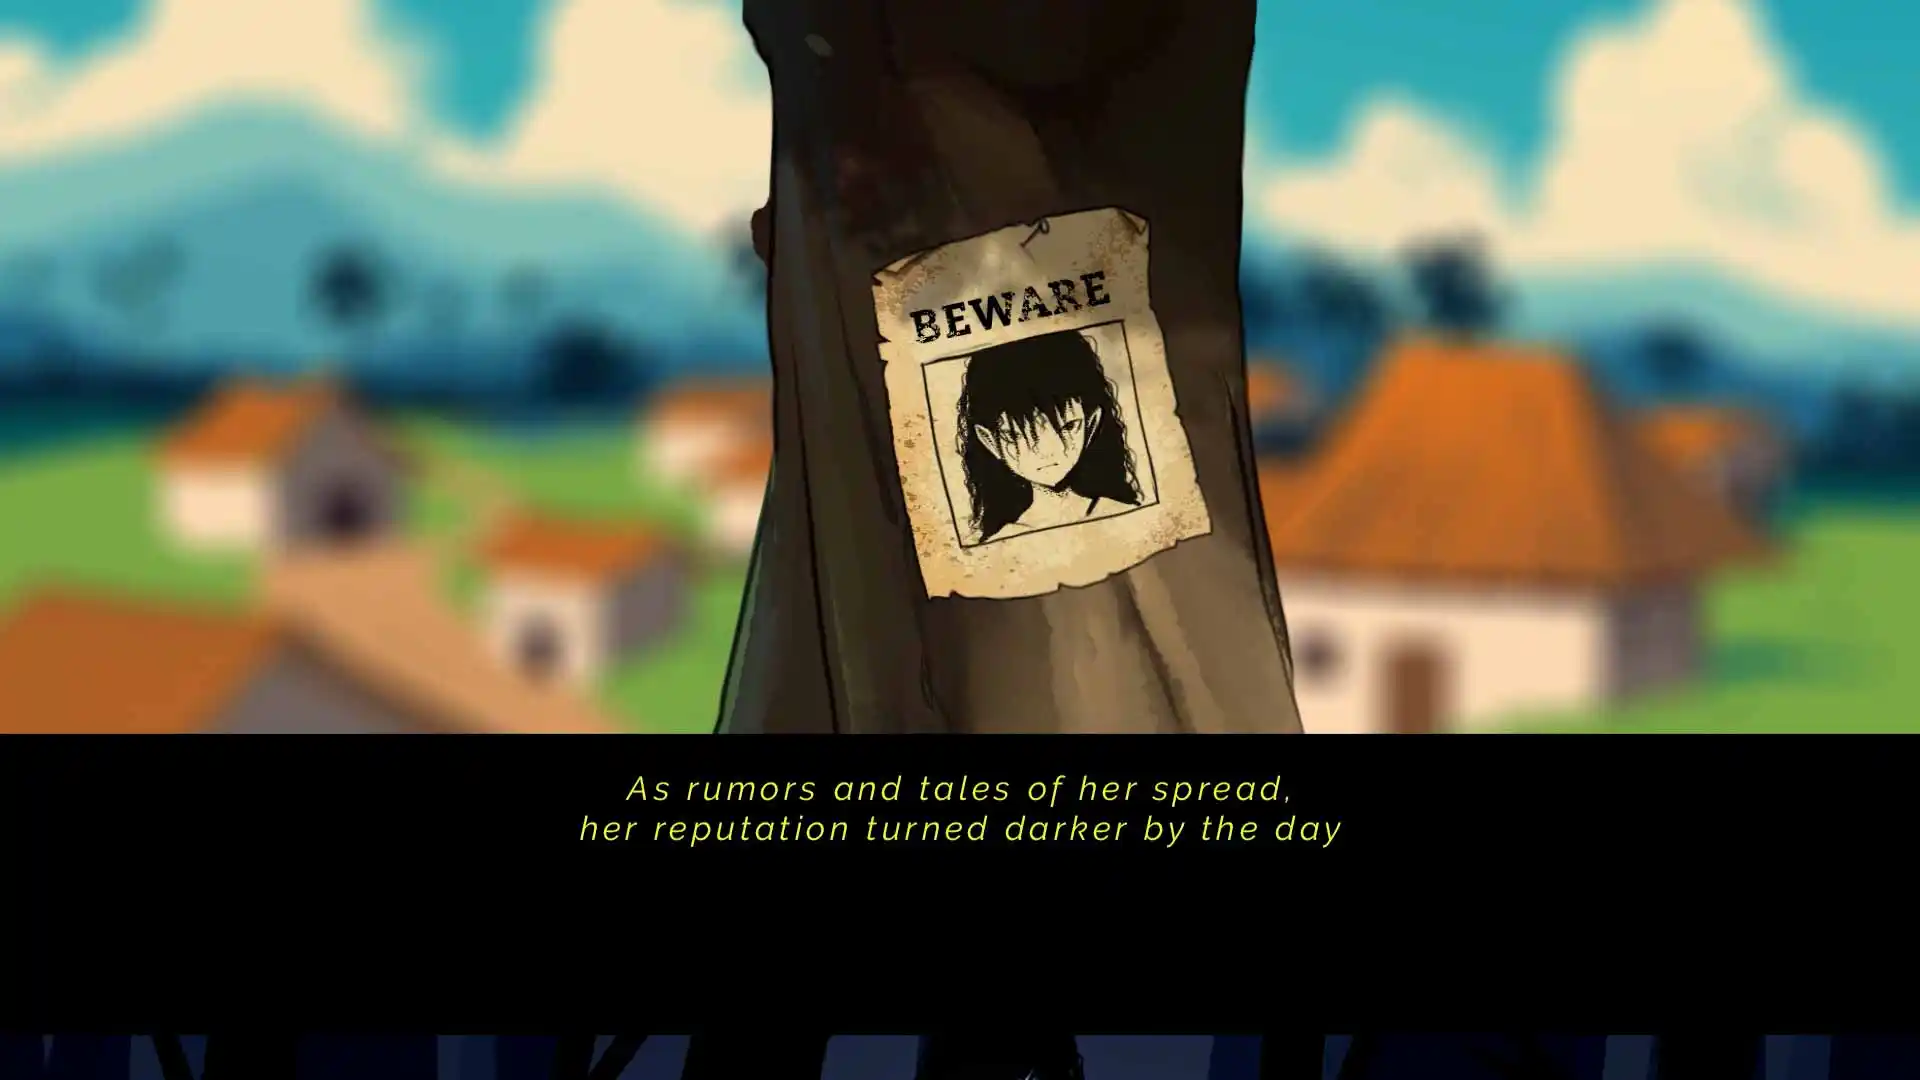 BEWARE
As rumors and tales of her spread,
her reputation turned darker by the day